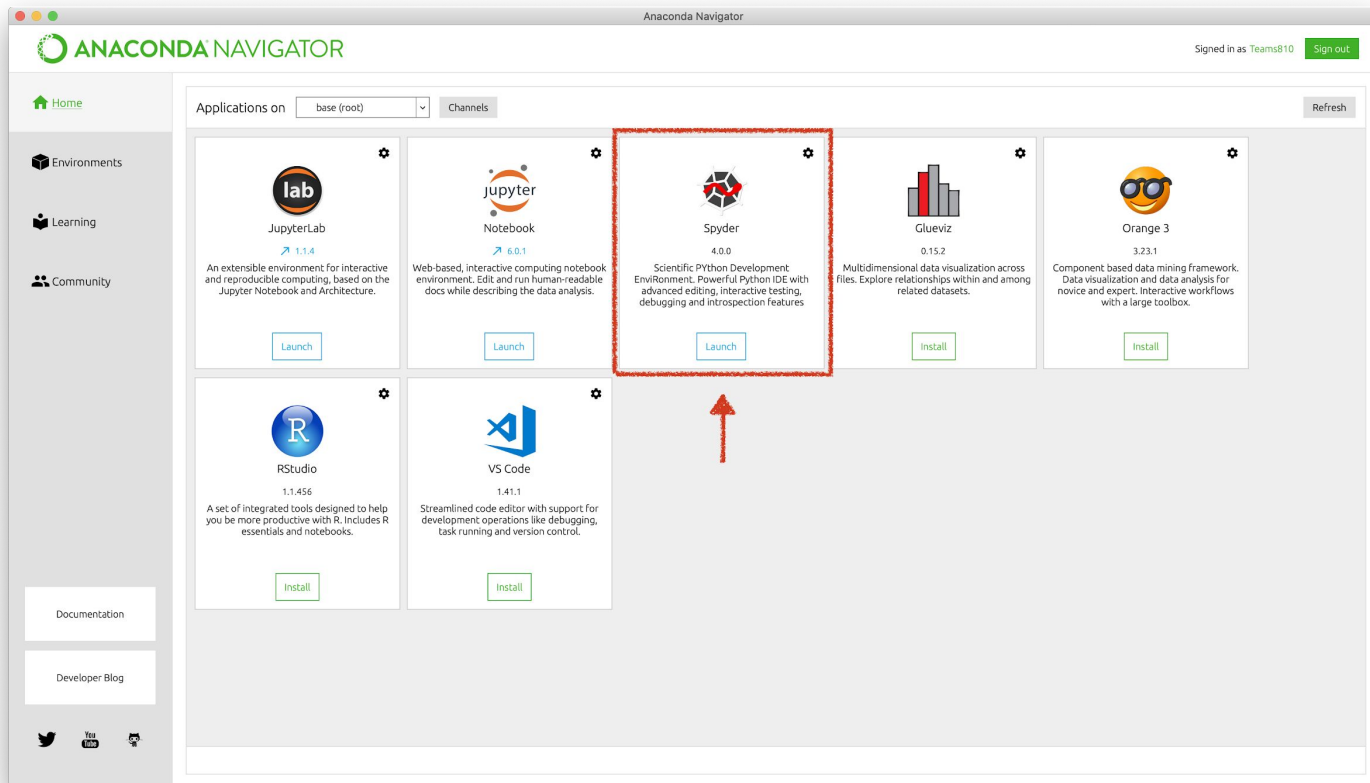 Anaconda Navigator
ANACONDA NAVIGATOR
Signed in as Teams810
Sign out
Home
Environments
Learning
Community
Documentation
Developer Blog
You
Tube
Applications on
base (root)
Channels
Refresh
lab
JupyterLab
1.1.4
An extensible environment for interactive
and reproducible computing, based on the
Jupyter Notebook and Architecture.
Launch
jupyter
Notebook
6.0.1
Web-based, interactive computing notebook
environment. Edit and run human-readable
docs while describing the data analysis.
Launch
Spyder
4.0.0
Scientific PYthon Development
EnviRonment. Powerful Python IDE with
advanced editing, interactive testing,
debugging and introspection features
Launch
Glueviz
0.15.2
Multidimensional data visualization across
files. Explore relationships within and among
related datasets.
Install
Orange 3
3.23.1
Component based data mining framework.
Data visualization and data analysis for
novice and expert. Interactive workflows
with a large toolbox.
Install
R
RStudio
1.1.456
A set of integrated tools designed to help
you be more productive with R. Includes R
essentials and notebooks.
Install
VS Code
1.41.1
Streamlined code editor with support for
development operations like debugging,
task running and version control.
Install